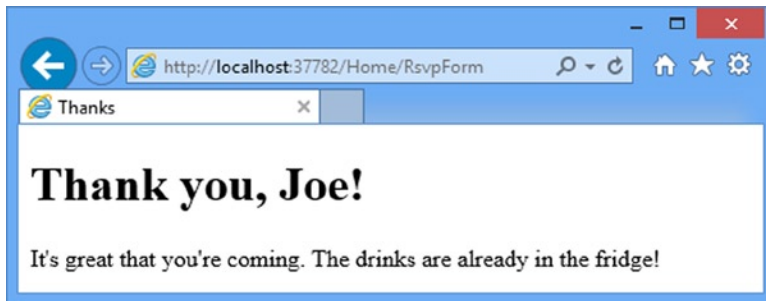 http://localhost:37782/Home/RsvpForm
Thanks
Thank you, Joe!
It's great that you're coming. The drinks are already in the fridge!